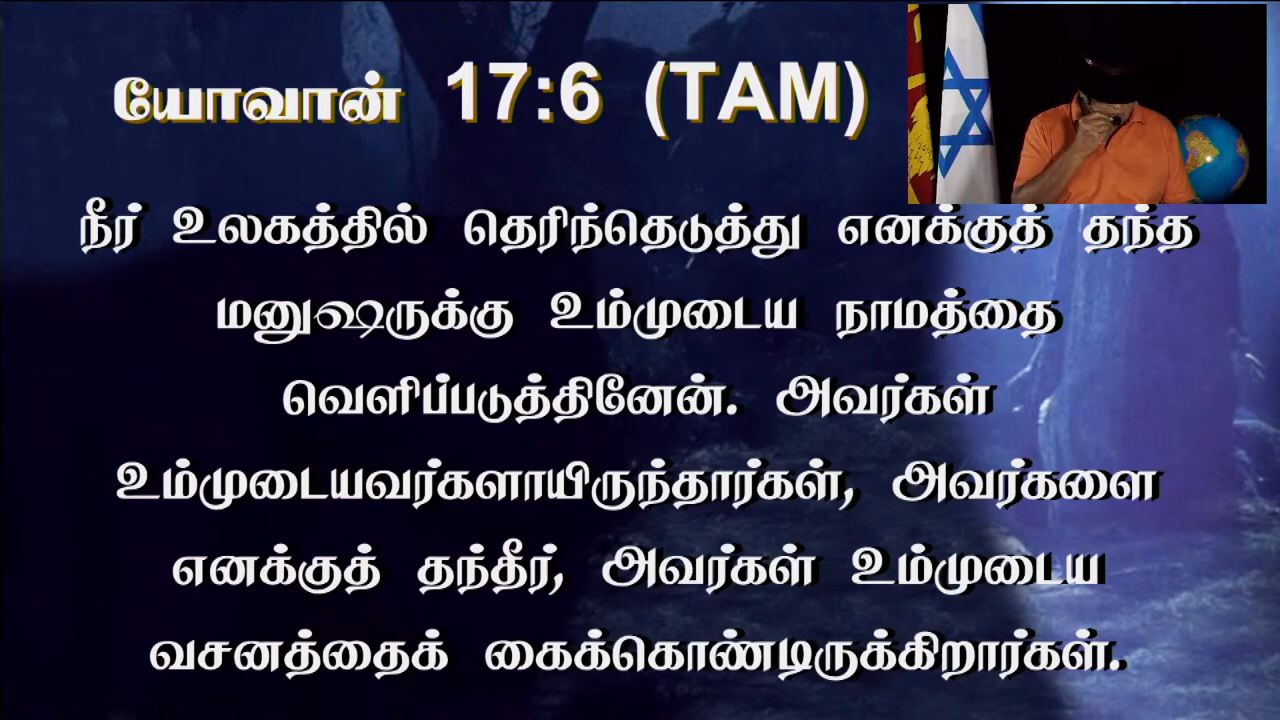 யோவான் 17:6 (TAM)
நீர் உலகத்தில் தெரிந்தெடுத்து எனக்குத் தந்த
மனுஷருக்கு உம்முடைய நாமத்தை
வெளிப்படுத்தினேன். அவர்கள்
உம்முடையவர்களாயிருந்தார்கள், அவர்களை
எனக்குத் தந்தீர், அவர்கள் உம்முடைய
வசனத்தைக் கைக்கொண்டிருக்கிறார்கள்.